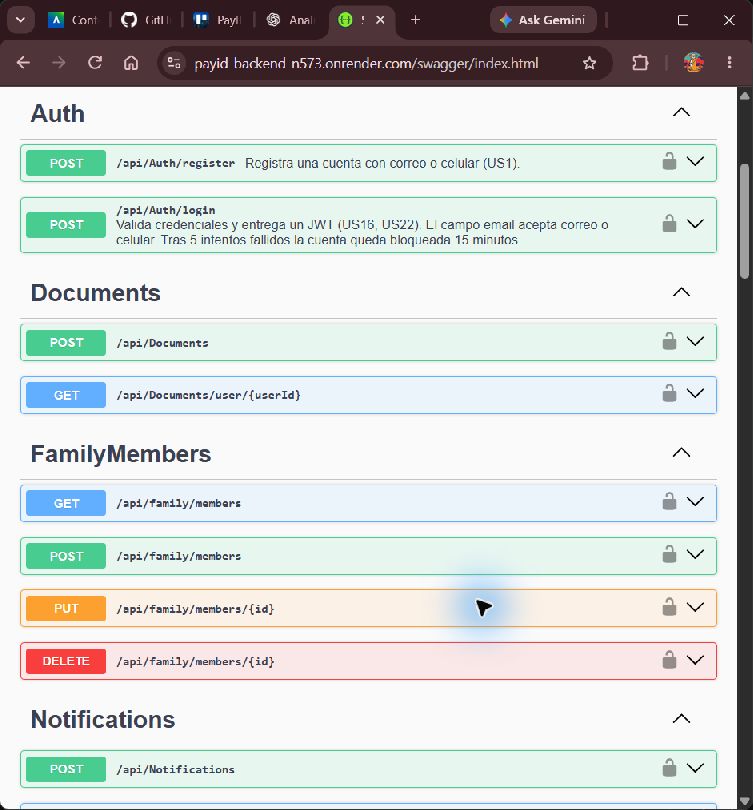 Cont
GitH
PayI
Anali
Ask Gemini
payid-backend-n573.onrender.com/swagger/index.html
Auth
POST /api/Auth/register Registra una cuenta con correo o celular (US1).
POST /api/Auth/login
Valida credenciales y entrega un JWT (US16, US22). El campo email acepta correo o
celular. Tras 5 intentos fallidos la cuenta queda bloqueada 15 minutos.
Documents
POST /api/Documents
GET /api/Documents/user/{userId}
FamilyMembers
GET /api/family/members
POST /api/family/members
PUT /api/family/members/{id}
DELETE /api/family/members/{id}
Notifications
POST /api/Notifications